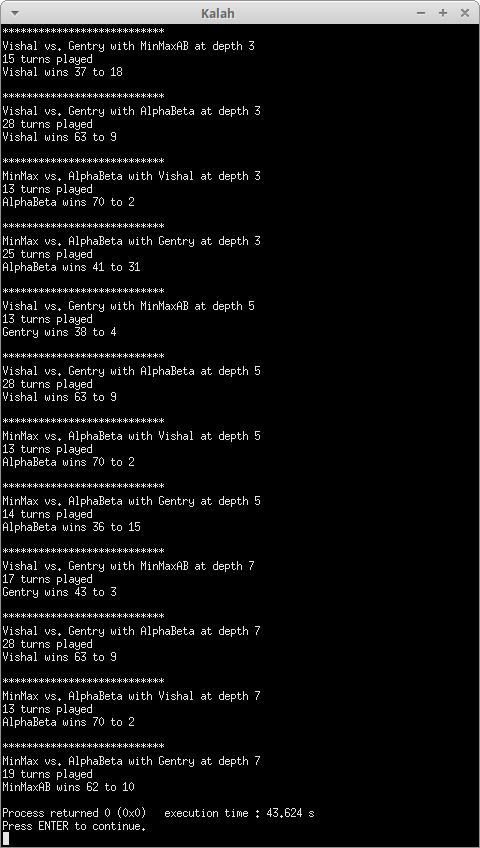 Kalah
***************************
Vishal vs. Gentry with MinMaxAB at depth 3
15 turns played
Vishal wins 37 to 18
***************************
Vishal vs. Gentry with AlphaBeta at depth 3
28 turns played
Vishal wins 63 to 9
***************************
MinMax vs. AlphaBeta with Vishal at depth 3
13 turns played
AlphaBeta wins 70 to 2
***************************
MinMax vs. AlphaBeta with Gentry at depth 3
25 turns played
AlphaBeta wins 41 to 31
***************************
Vishal vs. Gentry with MinMaxAB at depth 5
13 turns played
Gentry wins 38 to 4
***************************
Vishal vs. Gentry with AlphaBeta at depth 5
28 turns played
Vishal wins 63 to 9
***************************
MinMax vs. AlphaBeta with Vishal at depth 5
13 turns played
AlphaBeta wins 70 to 2
***************************
MinMax vs. AlphaBeta with Gentry at depth 5
14 turns played
AlphaBeta wins 36 to 15
***************************
Vishal vs. Gentry with MinMaxAB at depth 7
17 turns played
Gentry wins 43 to 3
***************************
Vishal vs. Gentry with AlphaBeta at depth 7
28 turns played
Vishal wins 63 to 9
***************************
MinMax vs. AlphaBeta with Vishal at depth 7
13 turns played
AlphaBeta wins 70 to 2
***************************
MinMax vs. AlphaBeta with Gentry at depth 7
19 turns played
MinMaxAB wins 62 to 10
Process returned 0 (0x0)   execution time : 43.624 s
Press ENTER to continue.